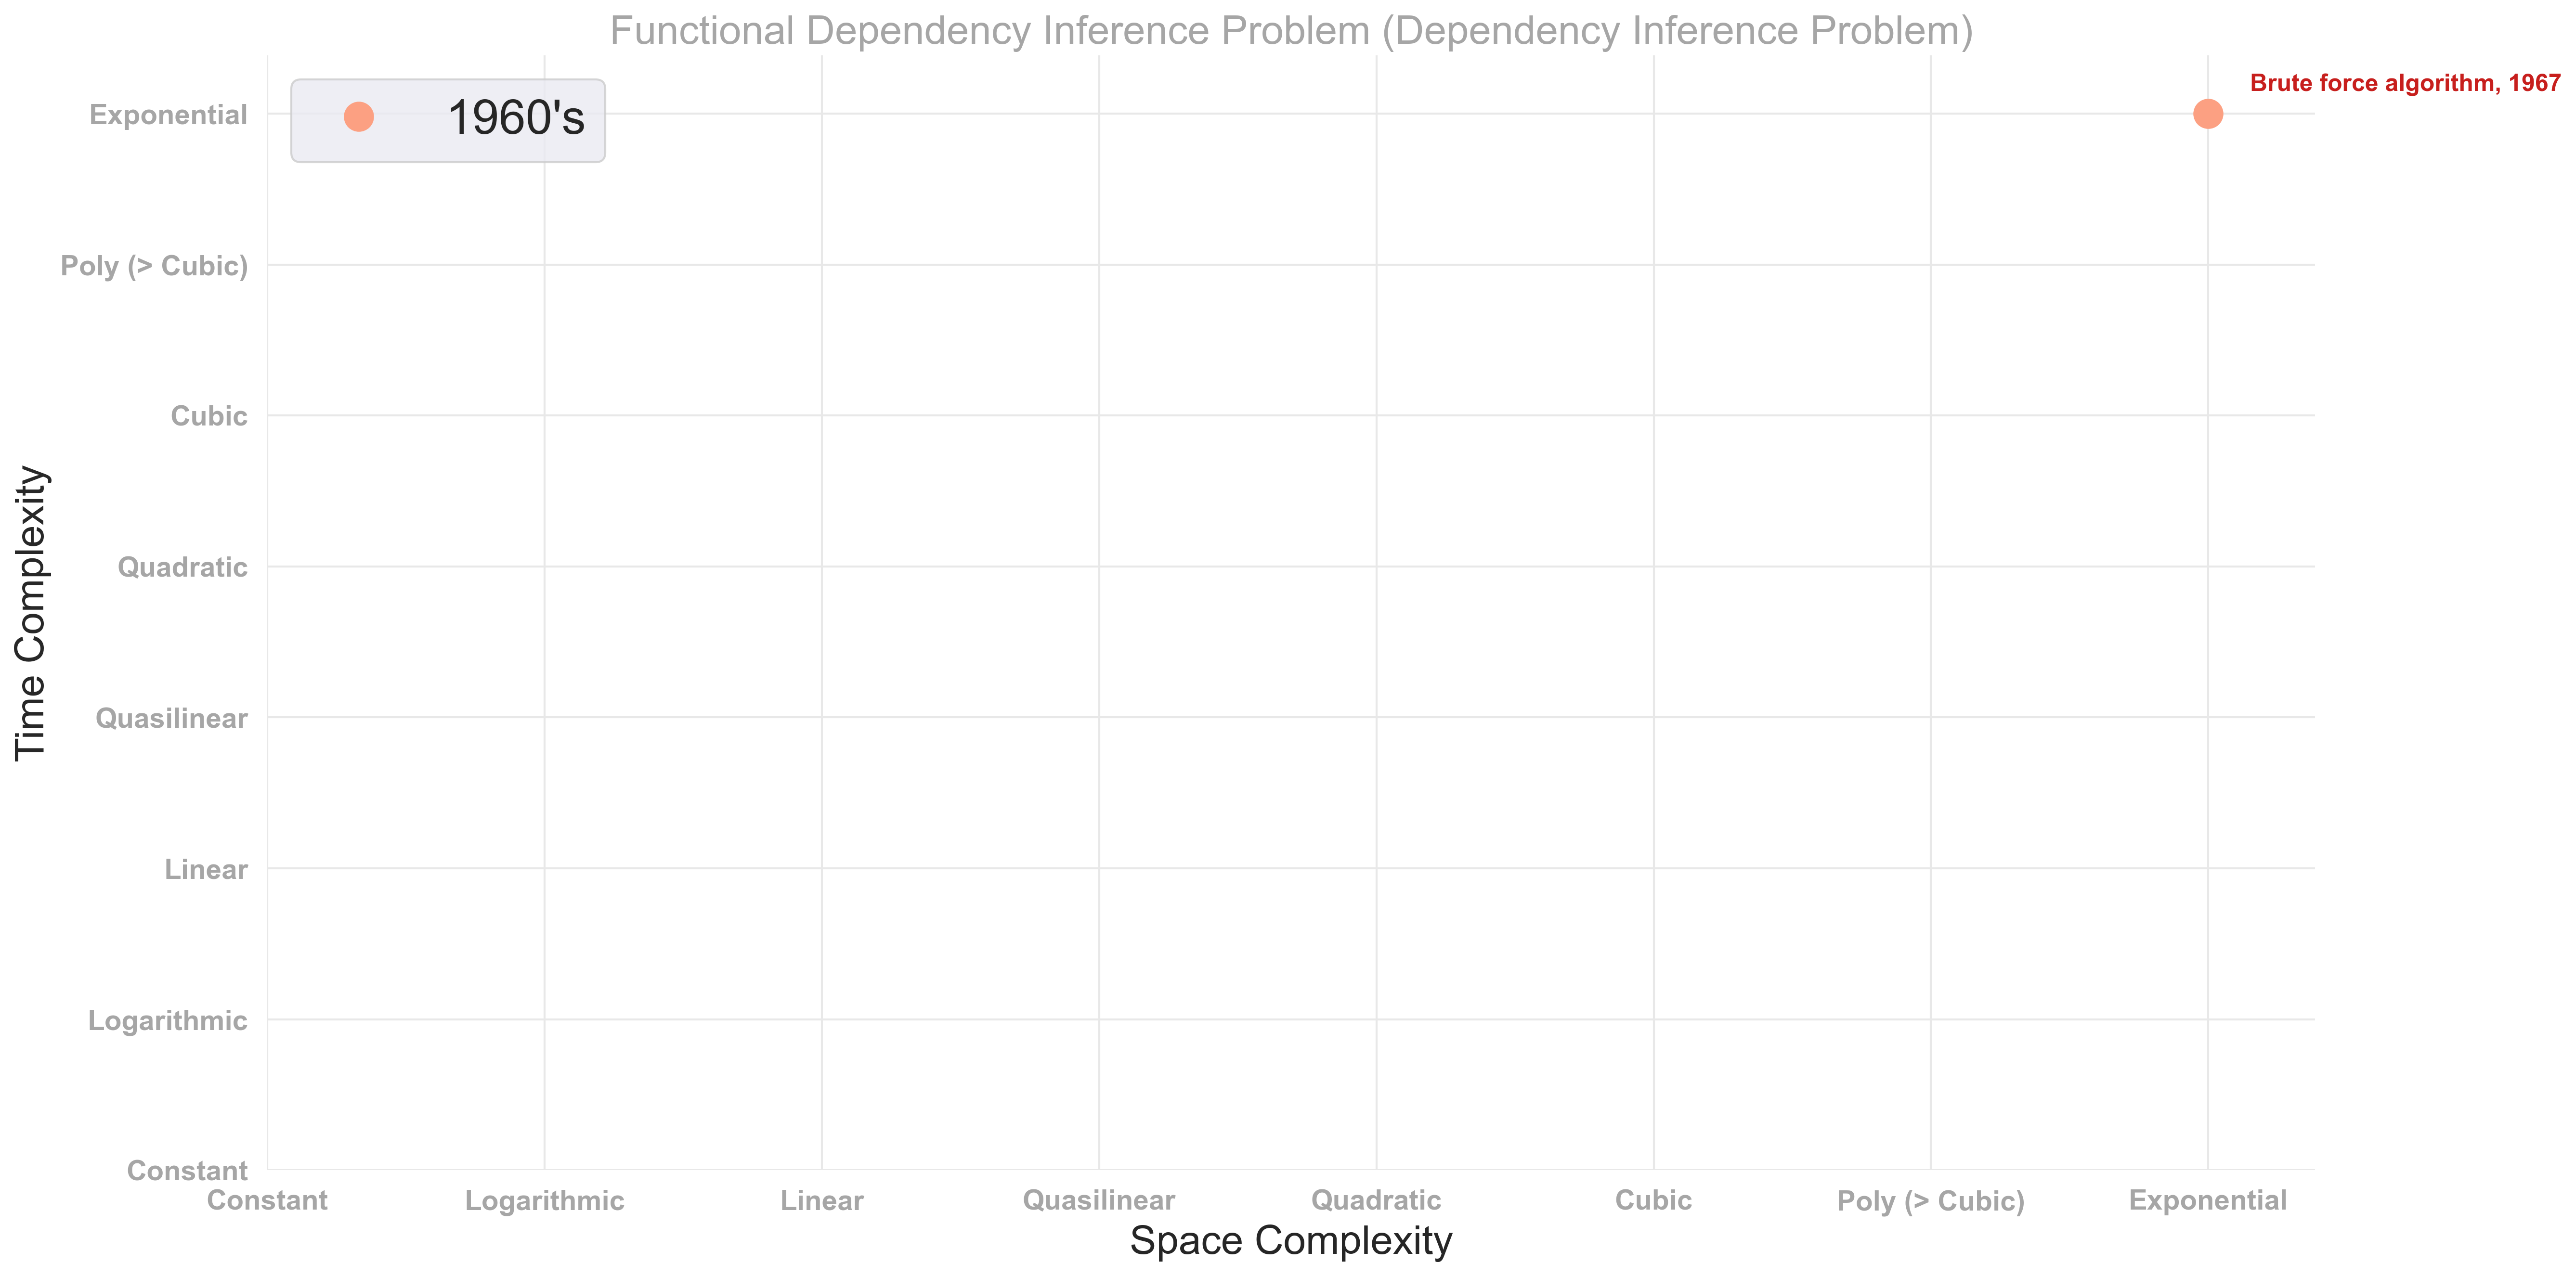 Functional Dependency Inference Problem (Dependency Inference Problem)
1960's
Brute force algorithm, 1967
Time Complexity
Exponential
Poly (> Cubic)
Cubic
Quadratic
Quasilinear
Linear
Logarithmic
Constant
Constant
Logarithmic
Linear
Quasilinear
Quadratic
Cubic
Poly (> Cubic)
Exponential
Space Complexity